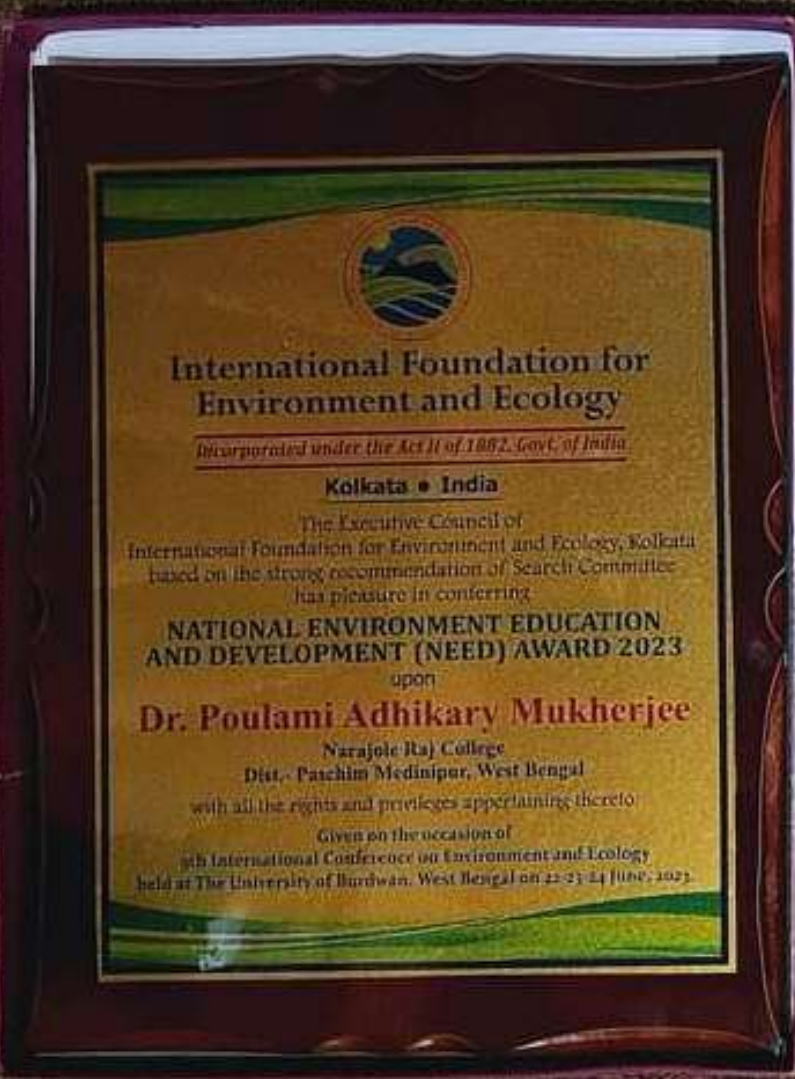 International Foundation for
Environment and Ecology
Incorporated under the Act II of 1882, Govt. of India
Kolkata • India
The Executive Council of
International Foundation for Environment and Ecology, Kolkata
based on the strong recommendation of Search Committee
has pleasure in conferring
NATIONAL ENVIRONMENT EDUCATION
AND DEVELOPMENT (NEED) AWARD 2023
upon
Dr. Poulami Adhikary Mukherjee
Narajole Raj College
Dist.- Paschim Medinipur, West Bengal
with all the rights and privileges appertaining thereto
Given on the occasion of
9th International Conference on Environment and Ecology
held at The University of Burdwan, West Bengal on 22-23-24 June, 2023